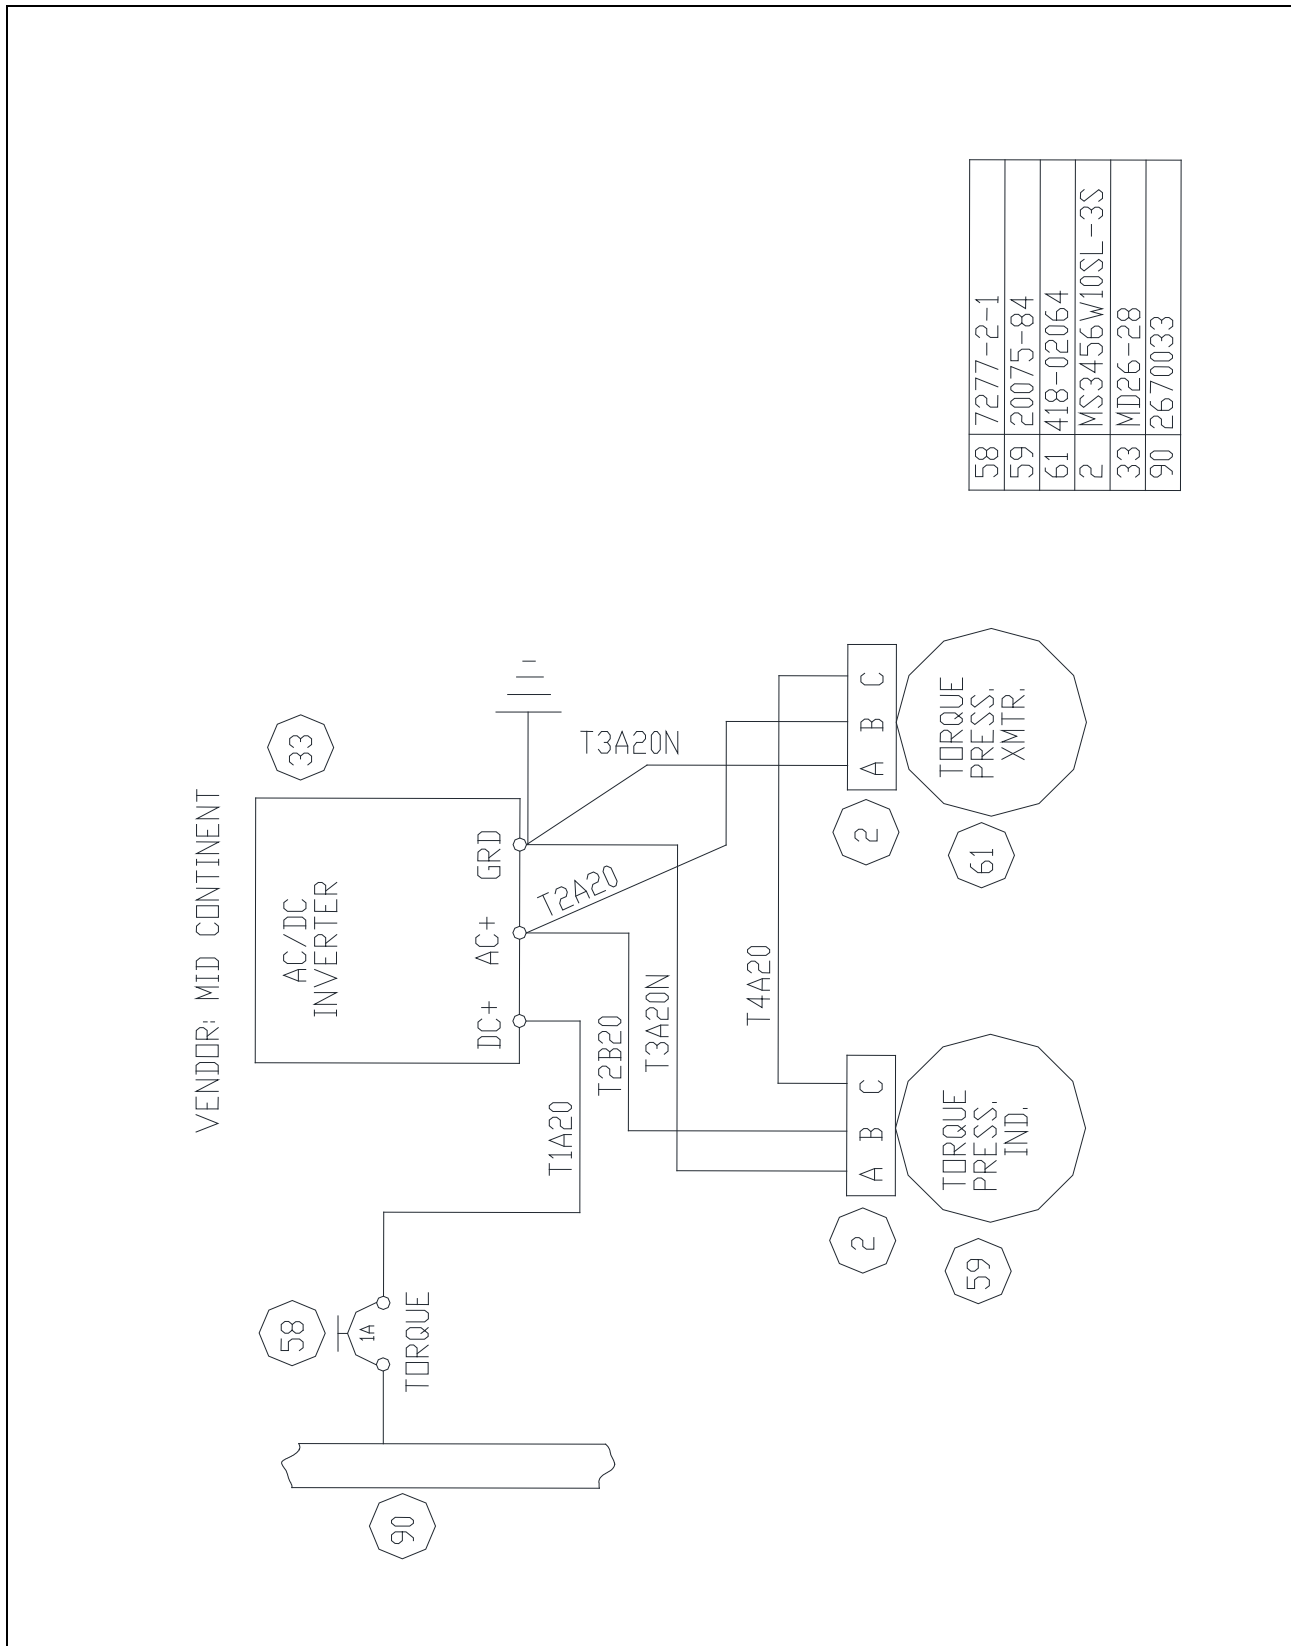 VENDOR: MID CONTINENT
33
AC/DC
INVERTER
DC+ AC+ GRD
58
1A
TORQUE
90
T1A20
T2B20
T3A20N
T2A20
T3A20N
T4A20
A B C
2
TORQUE
PRESS.
IND.
59
A B C
2
TORQUE
PRESS.
XMTR.
61
58 7277-2-1
59 20075-84
61 418-02064
2 MS3456W10SL-3S
33 MD26-28
90 2670033